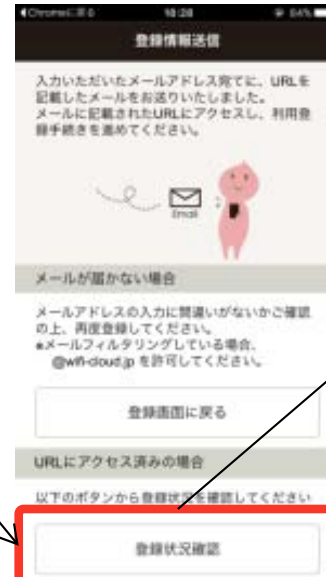 18:28
登録情報送信
入力いただいたメールアドレス宛てに、URLを
記載したメールをお送りいたしました。
メールに記載されたURLにアクセスし、利用登
録手続きを進めてください。
Email
メールが届かない場合
メールアドレスの入力に間違いがないかご確認
の上、再度登録してください。
※メールフィルタリングしている場合、
@wifi-cloud.jp を許可してください。
登録画面に戻る
URLにアクセス済みの場合
以下のボタンから登録状況を確認してください
登録状況確認